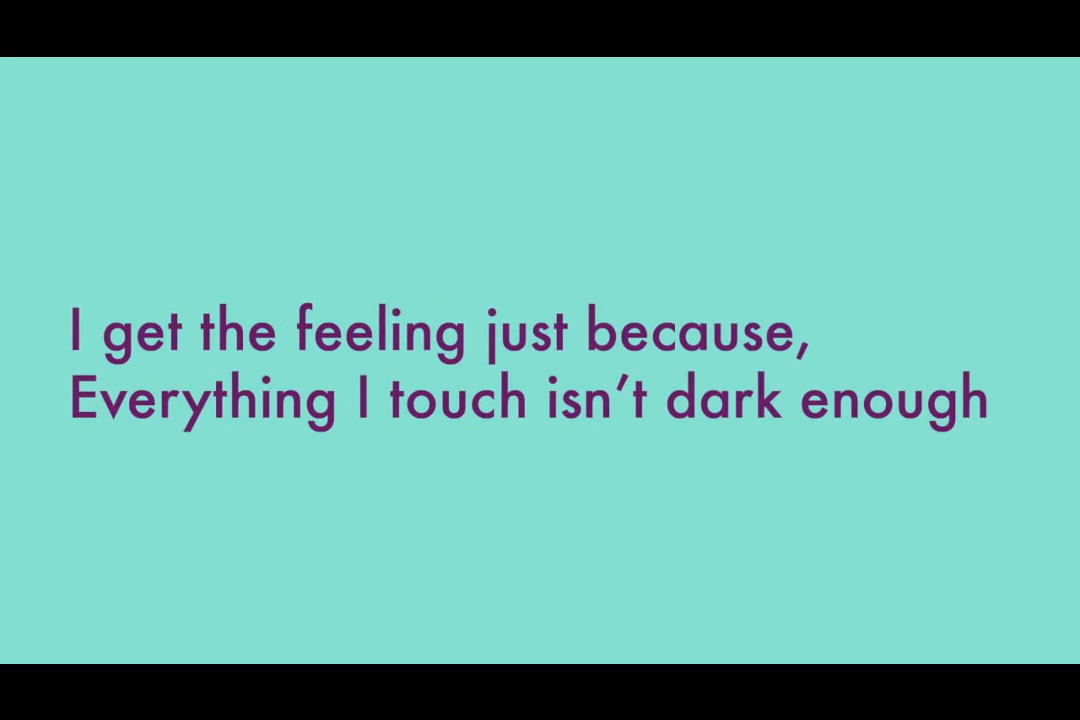 I get the feeling just because,
Everything I touch isn’t dark enough